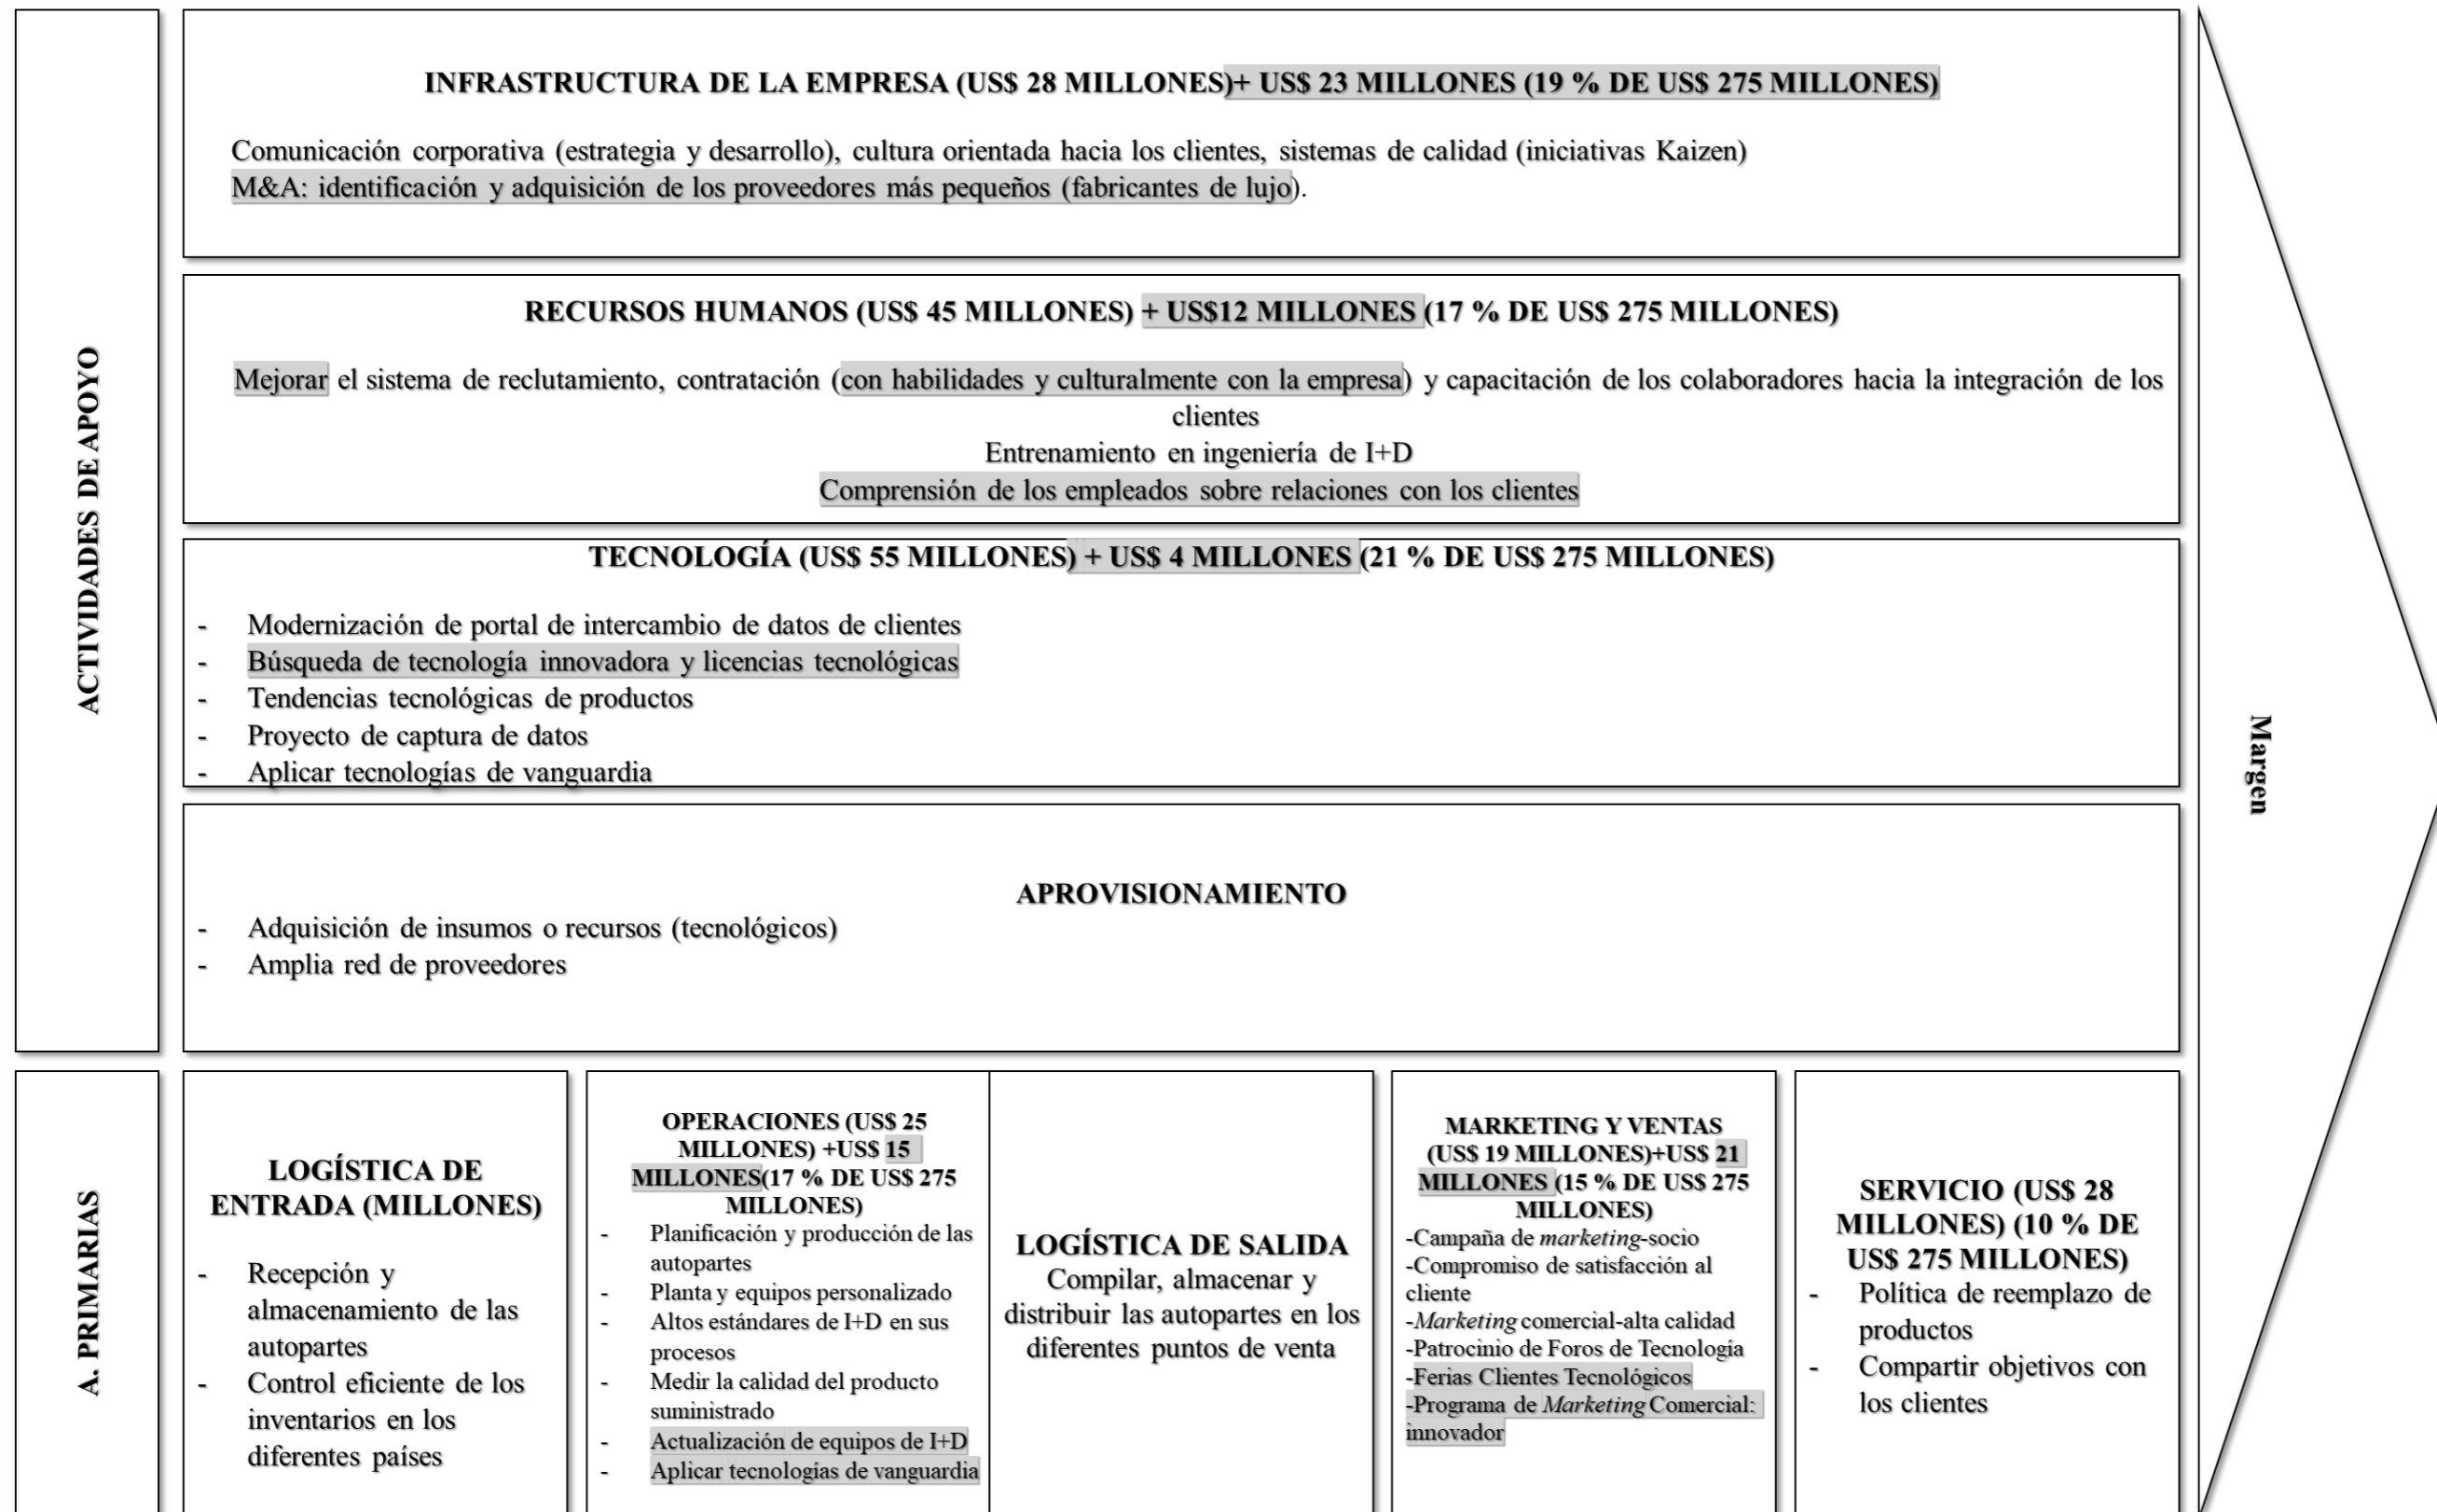 ACTIVIDADES DE APOYO
INFRASTRUCTURA DE LA EMPRESA (US$ 28 MILLONES)+ US$ 23 MILLONES (19 % DE US$ 275 MILLONES)
Comunicación corporativa (estrategia y desarrollo), cultura orientada hacia los clientes, sistemas de calidad (iniciativas Kaizen)
M&A: identificación y adquisición de los proveedores más pequeños (fabricantes de lujo).
RECURSOS HUMANOS (US$ 45 MILLONES) + US$12 MILLONES (17 % DE US$ 275 MILLONES)
Mejorar el sistema de reclutamiento, contratación (con habilidades y culturalmente con la empresa) y capacitación de los colaboradores hacia la integración de los
clientes
Entrenamiento en ingeniería de I+D
Comprensión de los empleados sobre relaciones con los clientes
TECNOLOGÍA (US$ 55 MILLONES) + US$ 4 MILLONES (21 % DE US$ 275 MILLONES)
- Modernización de portal de intercambio de datos de clientes
- Búsqueda de tecnología innovadora y licencias tecnológicas
- Tendencias tecnológicas de productos
- Proyecto de captura de datos
- Aplicar tecnologías de vanguardia
APROVISIONAMIENTO
- Adquisición de insumos o recursos (tecnológicos)
- Amplia red de proveedores
Margen
A. PRIMARIAS
LOGÍSTICA DE
ENTRADA (MILLONES)
- Recepción y
almacenamiento de las
autopartes
- Control eficiente de los
inventarios en los
diferentes países
OPERACIONES (US$ 25
MILLONES) +US$ 15
MILLONES(17 % DE US$ 275
MILLONES)
- Planificación y producción de las
autopartes
- Planta y equipos personalizado
- Altos estándares de I+D en sus
procesos
- Medir la calidad del producto
suministrado
- Actualización de equipos de I+D
- Aplicar tecnologías de vanguardia
LOGÍSTICA DE SALIDA
Compilar, almacenar y
distribuir las autopartes en los
diferentes puntos de venta
MARKETING Y VENTAS
(US$ 19 MILLONES)+US$ 21
MILLONES (15 % DE US$ 275
MILLONES)
-Campaña de marketing-socio
-Compromiso de satisfacción al
cliente
-Marketing comercial-alta calidad
-Patrocinio de Foros de Tecnología
-Ferias Clientes Tecnológicos
-Programa de Marketing Comercial:
innovador
SERVICIO (US$ 28
MILLONES) (10 % DE
US$ 275 MILLONES)
- Política de reemplazo de
productos
- Compartir objetivos con
los clientes